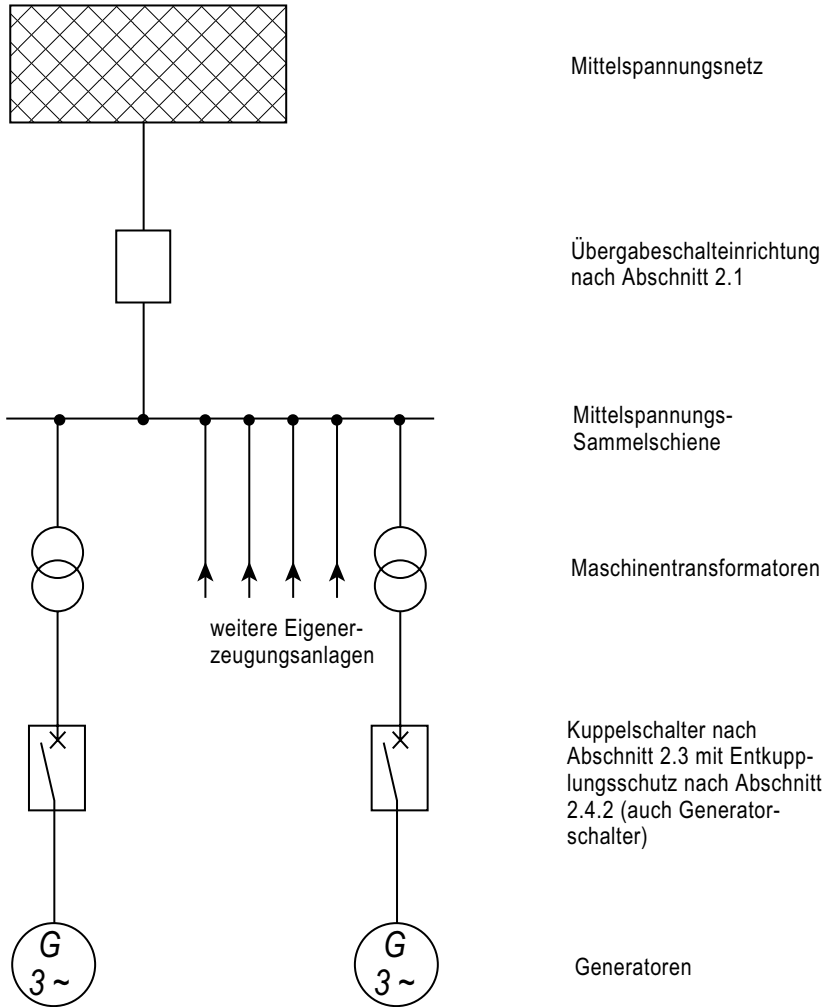 Mittelspannungsnetz
Übergabeschalteinrichtung
nach Abschnitt 2.1
Mittelspannungs-
Sammelschiene
Maschinentransformatoren
weitere Eigener-
zeugungsanlagen
Kuppelschalter nach
Abschnitt 2.3 mit Entkupp-
lungsschutz nach Abschnitt
2.4.2 (auch Generator-
schalter)
G
3 ~
G
3 ~
Generatoren